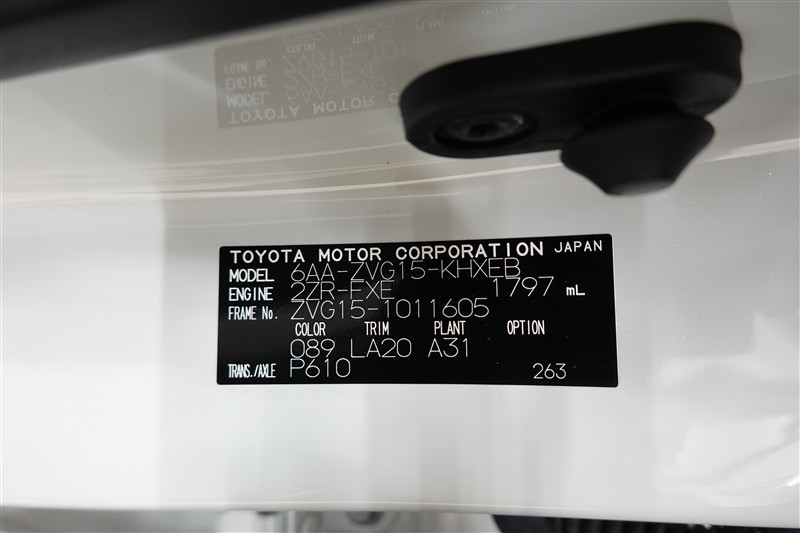 TOYOTA MOTOR CORPORATION JAPAN
MODEL 6AA-ZVG15-KHXEB
ENGINE 2ZR-FXE 1797 mL
FRAME No. ZVG15-1011605
COLOR TRIM PLANT OPTION
089 LA20 A31
TRANS./AXLE P610 263